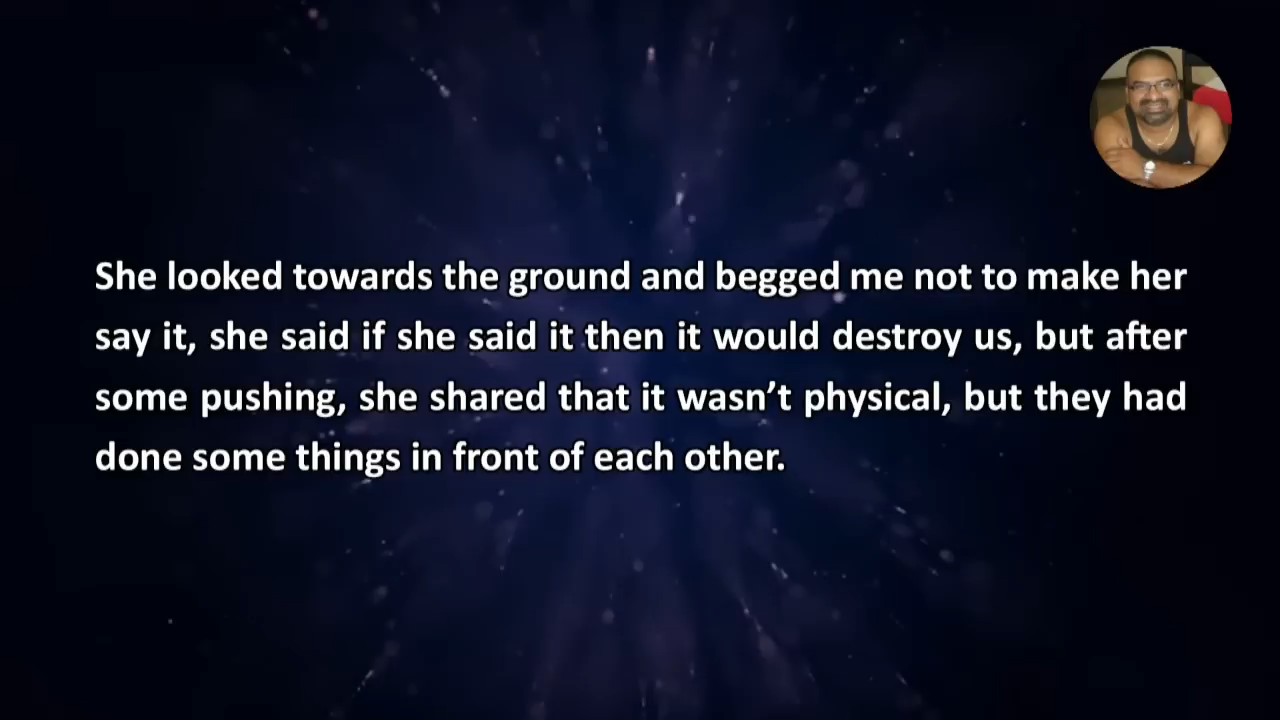 She looked towards the ground and begged me not to make her
say it, she said if she said it then it would destroy us, but after
some pushing, she shared that it wasn’t physical, but they had
done some things in front of each other.